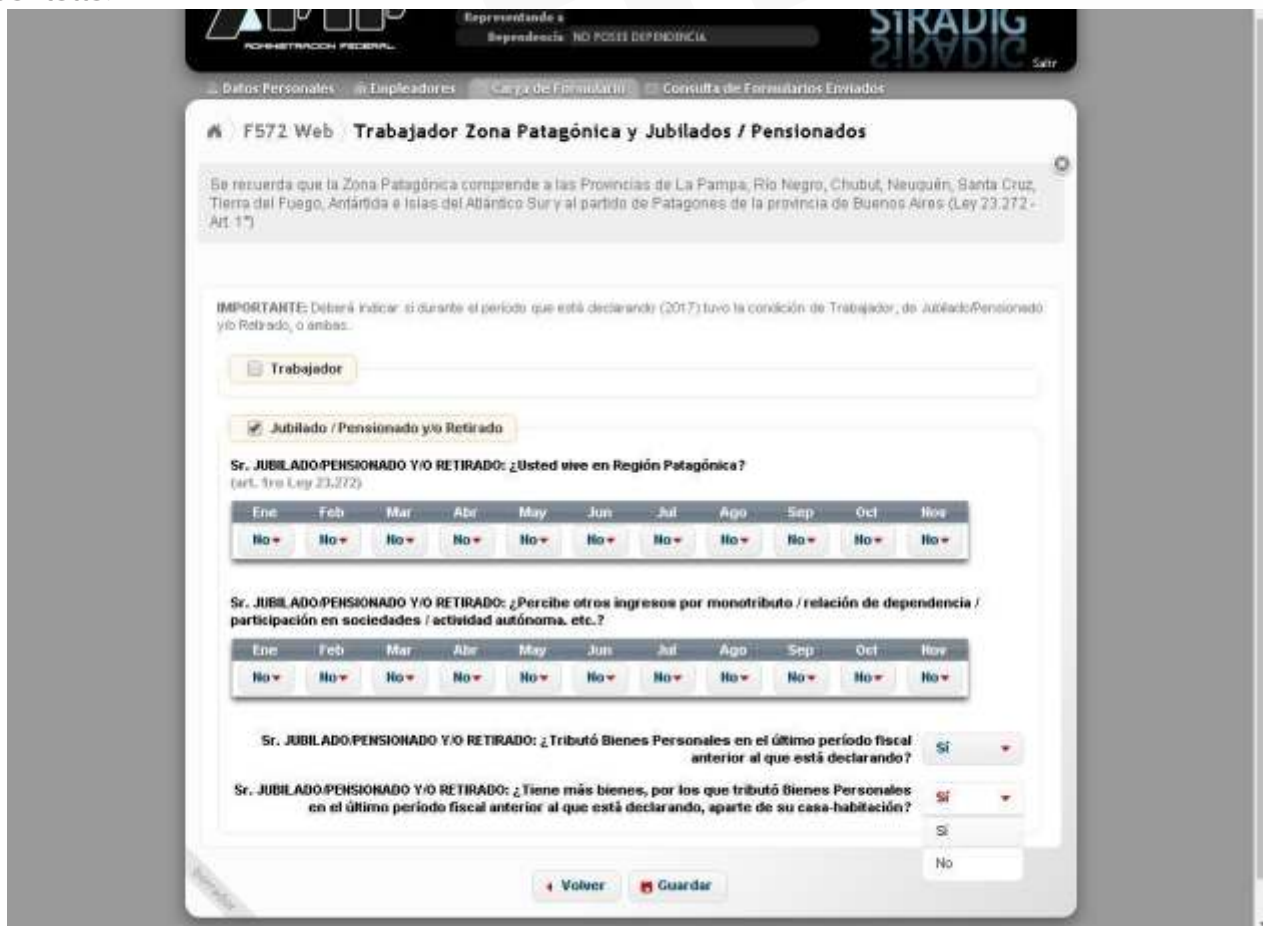 ADMINISTRACION FEDERAL
Representando a
Dependencia NO POSEE DEPENDENCIA
SiRADIG
Salir
Datos Personales Empleadores Carga de Formulario Consulta de Formularios Enviados
F572 Web Trabajador Zona Patagónica y Jubilados / Pensionados
Se recuerda que la Zona Patagónica comprende a las Provincias de La Pampa, Río Negro, Chubut, Neuquén, Santa Cruz,
Tierra del Fuego, Antártida e Islas del Atlántico Sur y al partido de Patagones de la provincia de Buenos Aires (Ley 23.272 -
Art. 1°)
IMPORTANTE: Deberá indicar si durante el período que está declarando (2017) tuvo la condición de Trabajador, de Jubilado/Pensionado
y/o Retirado, o ambas.
Trabajador
Jubilado / Pensionado y/o Retirado
Sr. JUBILADO/PENSIONADO Y/O RETIRADO: ¿Usted vive en Región Patagónica?
(art. 1ro Ley 23.272)
Ene Feb Mar Abr May Jun Jul Ago Sep Oct Nov
No No No No No No No No No No No
Sr. JUBILADO/PENSIONADO Y/O RETIRADO: ¿Percibe otros ingresos por monotributo / relación de dependencia /
participación en sociedades / actividad autónoma. etc.?
Ene Feb Mar Abr May Jun Jul Ago Sep Oct Nov
No No No No No No No No No No No
Sr. JUBILADO/PENSIONADO Y/O RETIRADO: ¿Tributó Bienes Personales en el último período fiscal
anterior al que está declarando?
Sí
Sr. JUBILADO/PENSIONADO Y/O RETIRADO: ¿Tiene más bienes, por los que tributó Bienes Personales
en el último período fiscal anterior al que está declarando, aparte de su casa-habitación?
Sí
Sí
No
Volver Guardar
Borrador